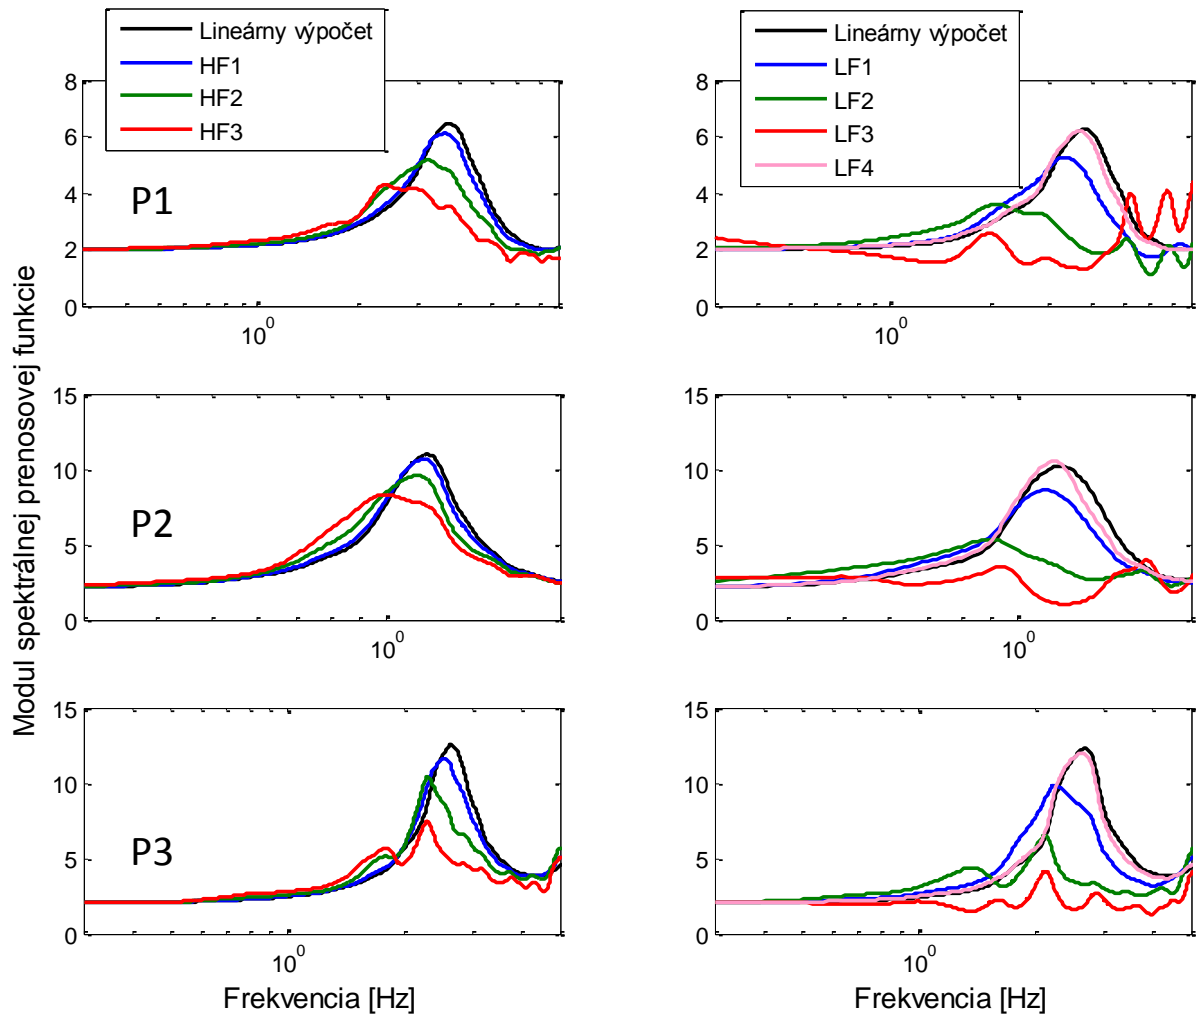 Lineárny výpočet
HF1
HF2
HF3
Lineárny výpočet
LF1
LF2
LF3
LF4
Modul spektrálnej prenosovej funkcie
8
6
4
2
0
P1
10^0
8
6
4
2
0
10^0
15
10
5
0
P2
10^0
15
10
5
0
10^0
15
10
5
0
P3
10^0
Frekvencia [Hz]
15
10
5
0
10^0
Frekvencia [Hz]